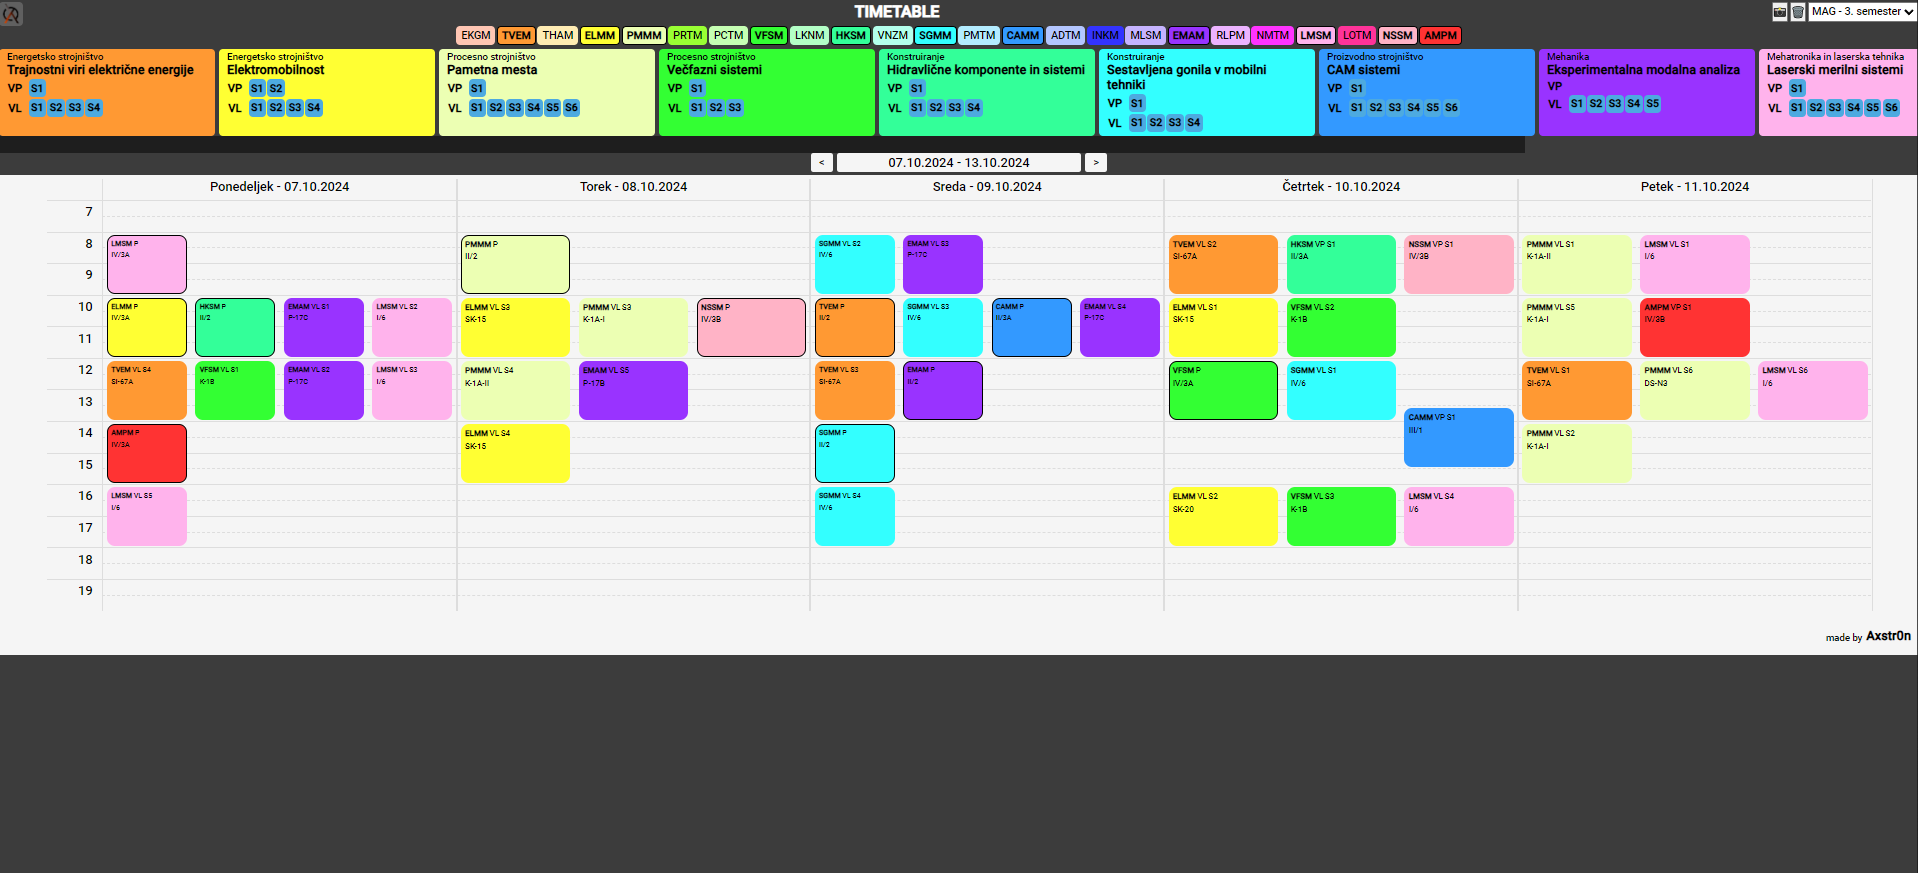 TIMETABLE
MAG - 3. semester
EKGM TVEM THAM ELMM PMMM PRTM PCTM VFSM LKNM HKSM VNZM SGMM PMTM CAMM ADTM INKM MLSM EMAM RLPM NMTM LMSM LOTM NSSM AMPM
Energetsko strojništvo
Trajnostni viri električne energije
VP S1
VL S1 S2 S3 S4
Energetsko strojništvo
Elektromobilnost
VP S1 S2
VL S1 S2 S3 S4
Procesno strojništvo
Pametna mesta
VP S1
VL S1 S2 S3 S4 S5 S6
Procesno strojništvo
Večfazni sistemi
VP S1
VL S1 S2 S3
Konstruiranje
Hidravlične komponente in sistemi
VP S1
VL S1 S2 S3 S4
Konstruiranje
Sestavljena gonila v mobilni
tehniki
VP S1
VL S1 S2 S3 S4
Proizvodno strojništvo
CAM sistemi
VP S1
VL S1 S2 S3 S4 S5 S6
Mehanika
Eksperimentalna modalna analiza
VP
VL S1 S2 S3 S4 S5
Mehatronika in laserska tehnika
Laserski merilni sistemi
VP S1
VL S1 S2 S3 S4 S5 S6
< 07.10.2024 - 13.10.2024 >
Ponedeljek - 07.10.2024
Torek - 08.10.2024
Sreda - 09.10.2024
Četrtek - 10.10.2024
Petek - 11.10.2024
7
8
9
10
11
12
13
14
15
16
17
18
19
LMSM P
IV/3A
ELMM P
IV/3A
HKSM P
II/2
EMAM VL S1
P-17C
LMSM VL S2
I/6
TVEM VL S4
SI-67A
VFSM VL S1
K-1B
EMAM VL S2
P-17C
LMSM VL S3
I/6
AMPM P
IV/3A
LMSM VL S5
I/6
PMMM P
II/2
ELMM VL S3
SK-15
PMMM VL S3
K-1A-I
NSSM P
IV/3B
PMMM VL S4
K-1A-II
EMAM VL S5
P-17B
ELMM VL S4
SK-15
SGMM VL S2
IV/6
EMAM VL S3
P-17C
TVEM P
II/2
SGMM VL S3
IV/6
CAMM P
II/3A
EMAM VL S4
P-17C
TVEM VL S3
SI-67A
EMAM P
II/2
SGMM P
II/2
SGMM VL S4
IV/6
TVEM VL S2
SI-67A
HKSM VP S1
II/3A
NSSM VP S1
IV/3B
ELMM VL S1
SK-15
VFSM VL S2
K-1B
VFSM P
IV/3A
SGMM VL S1
IV/6
CAMM VP S1
III/1
ELMM VL S2
SK-20
VFSM VL S3
K-1B
LMSM VL S4
I/6
PMMM VL S1
K-1A-II
LMSM VL S1
I/6
PMMM VL S5
K-1A-I
AMPM VP S1
IV/3B
TVEM VL S1
SI-67A
PMMM VL S6
DS-N3
LMSM VL S6
I/6
PMMM VL S2
K-1A-I
made by Axstr0n